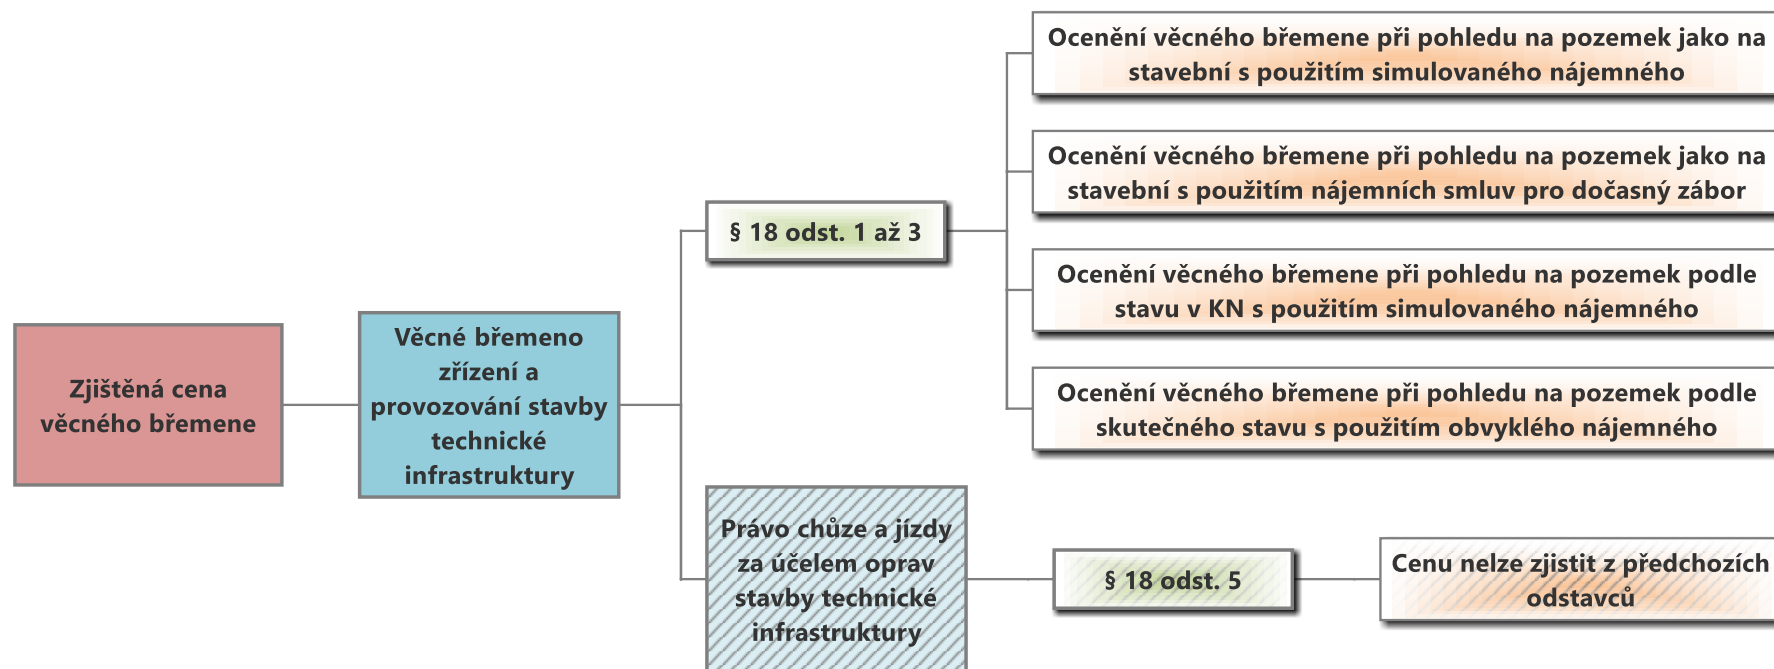 Zjištěná cena
věcného břemene
Věcné břemeno
zřízení a
provozování stavby
technické
infrastruktury
§ 18 odst. 1 až 3
Ocenění věcného břemene při pohledu na pozemek jako na
stavební s použitím simulovaného nájemného
Ocenění věcného břemene při pohledu na pozemek jako na
stavební s použitím nájemních smluv pro dočasný zábor
Ocenění věcného břemene při pohledu na pozemek podle
stavu v KN s použitím simulovaného nájemného
Ocenění věcného břemene při pohledu na pozemek podle
skutečného stavu s použitím obvyklého nájemného
Právo chůze a jízdy
za účelem oprav
stavby technické
infrastruktury
§ 18 odst. 5
Cenu nelze zjistit z předchozích
odstavců